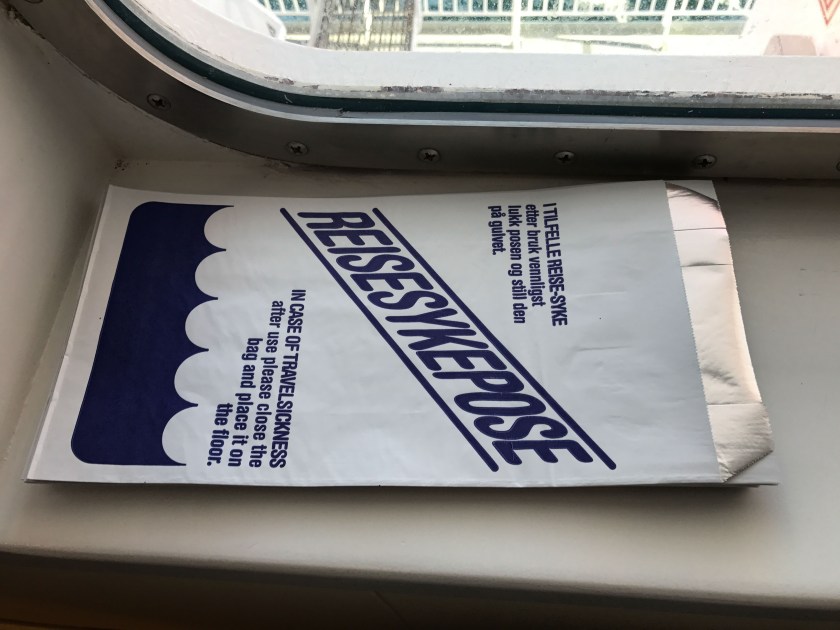 I TILFELLE REISE-SYKE
etter bruk vennligst
lukk posen og still den
på gulvet.
REISESYKEPOSE
IN CASE OF TRAVELSICKNESS
after use please close the
bag and place it on
the floor.